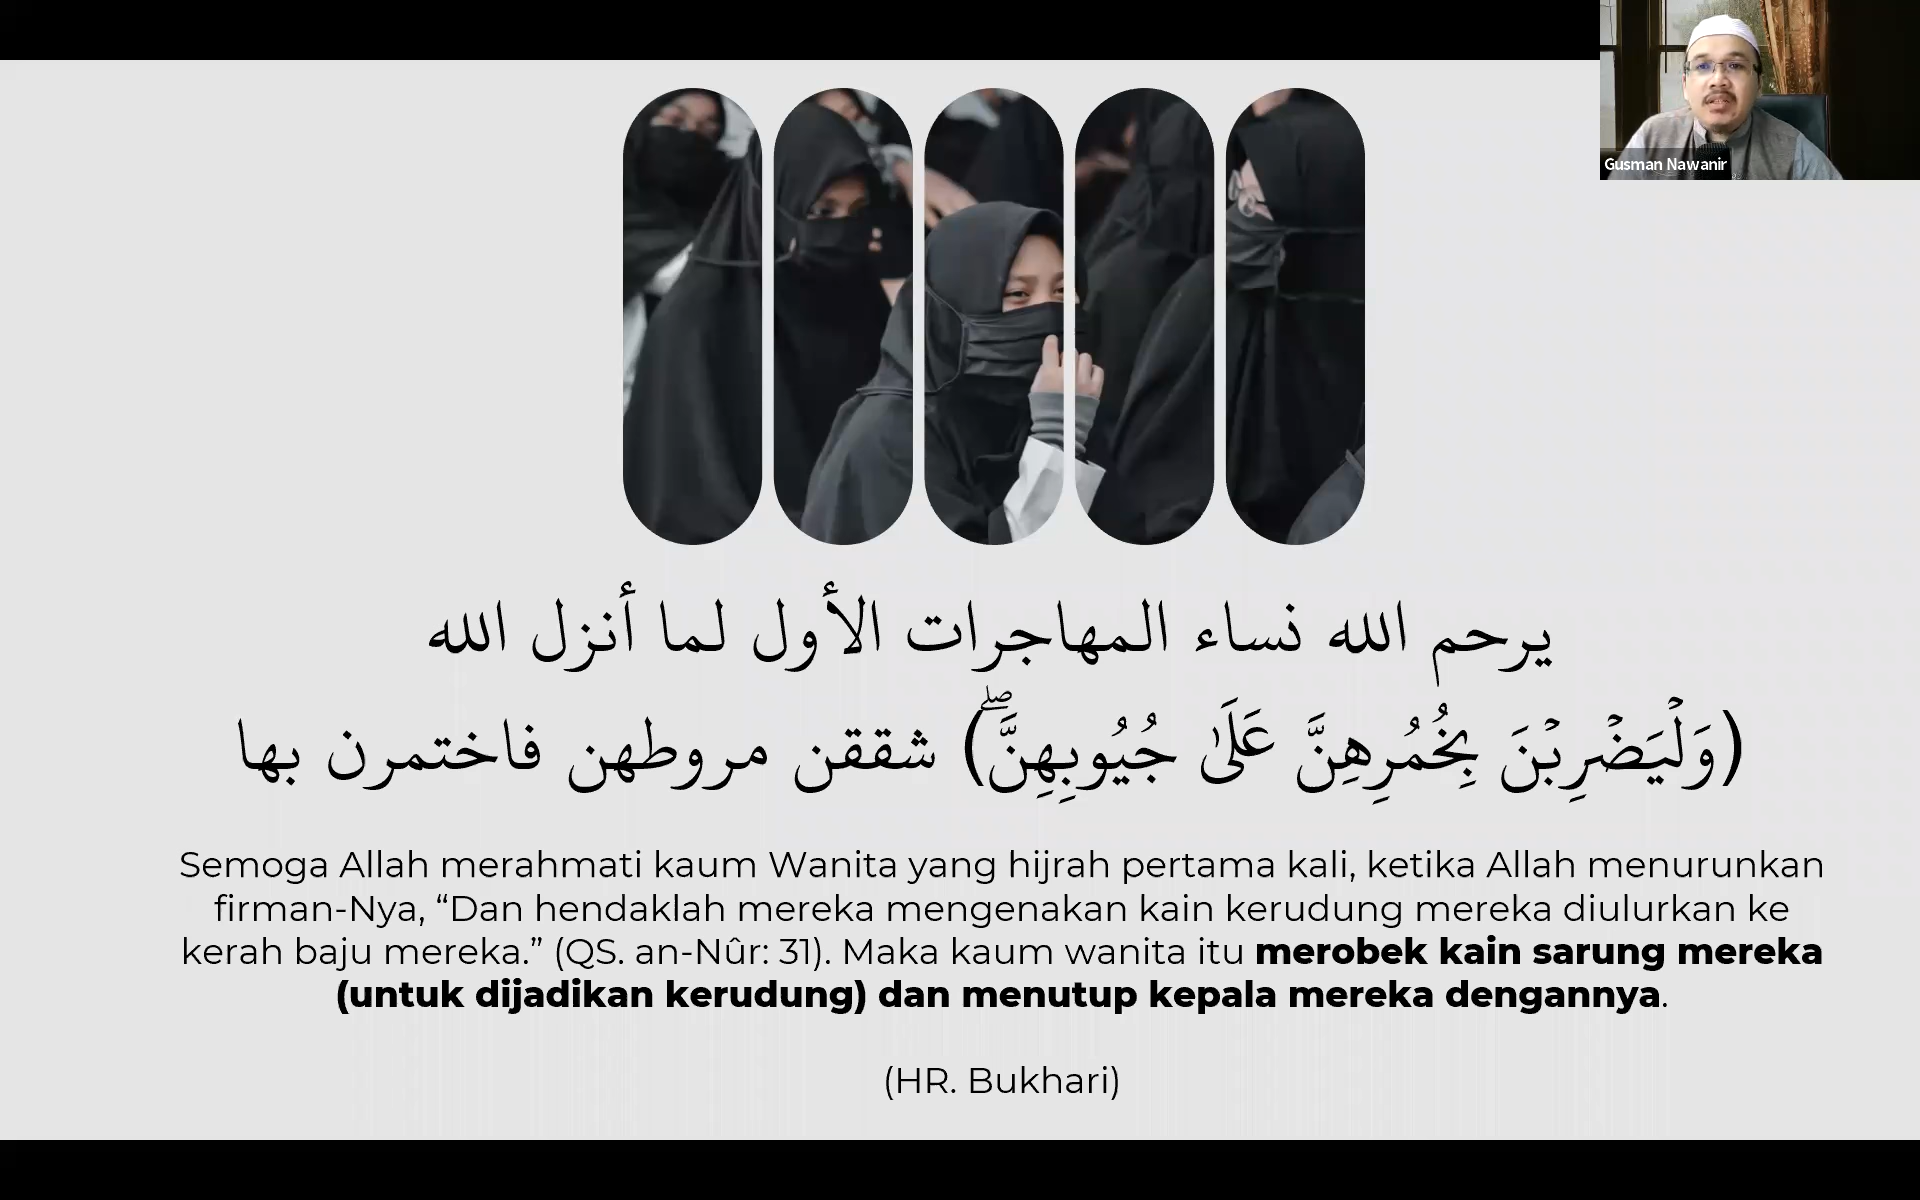 Gusman Nawanir
يرحم الله نساء المهاجرات الأول لما أنزل الله
(وَلْيَضْرِبْنَ بِخُمُرِهِنَّ عَلَىٰ جُيُوبِهِنَّۖ) شققن مروطهن فاختمرن بها
Semoga Allah merahmati kaum Wanita yang hijrah pertama kali, ketika Allah menurunkan
firman-Nya, “Dan hendaklah mereka mengenakan kain kerudung mereka diulurkan ke
kerah baju mereka.” (QS. an-Nûr: 31). Maka kaum wanita itu merobek kain sarung mereka
(untuk dijadikan kerudung) dan menutup kepala mereka dengannya.
(HR. Bukhari)